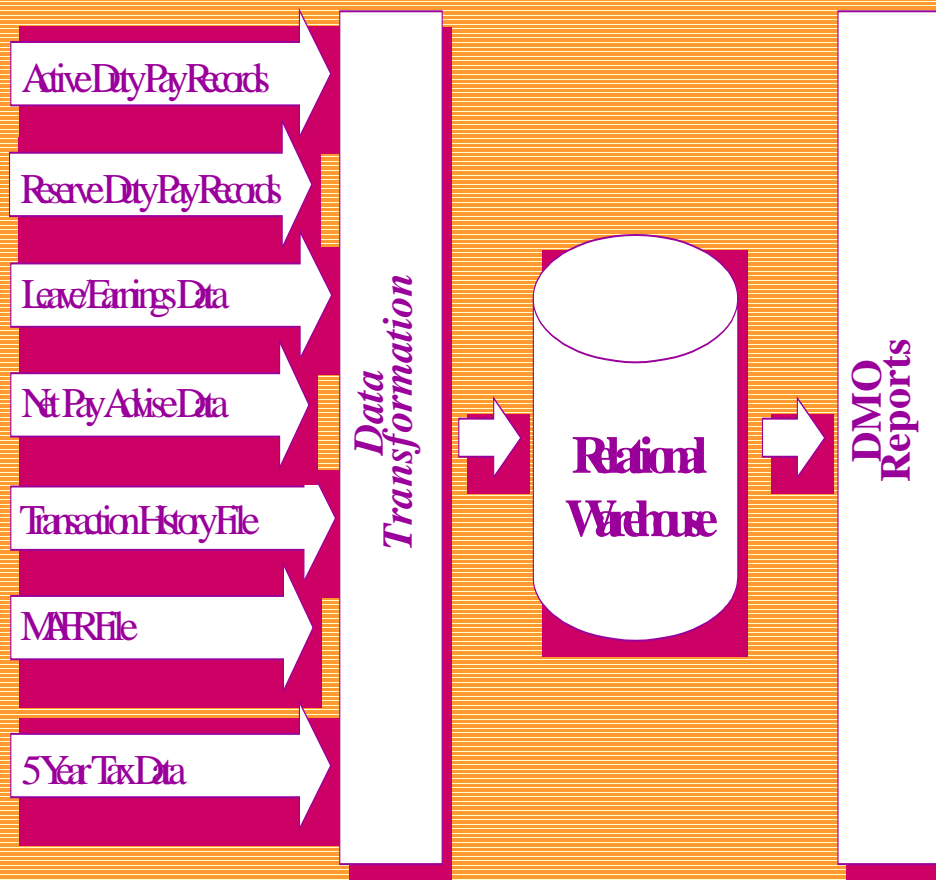 Active Duty Pay Records
Reserve Duty Pay Records
Leave/Earnings Data
Net Pay Advise Data
Transaction History File
MAFR File
5 Year Tax Data
Data
Transformation
Relational
Warehouse
DMO
Reports